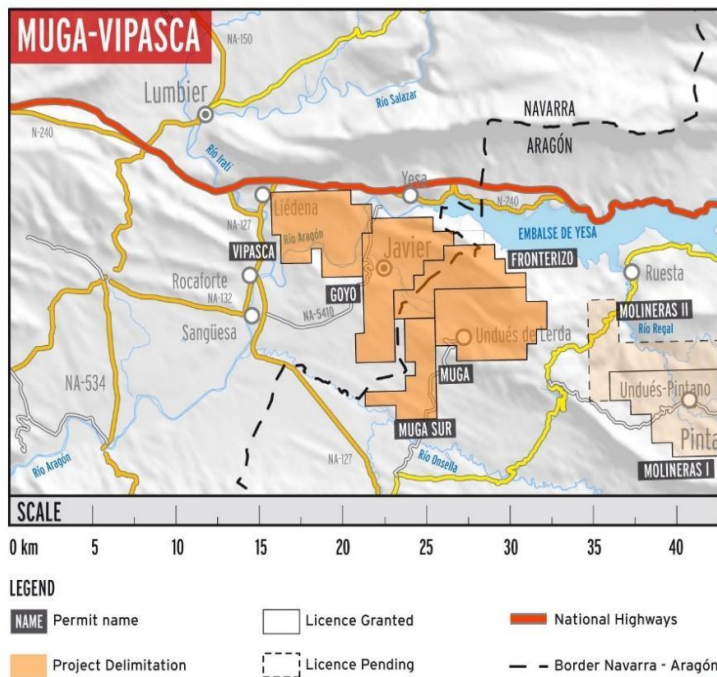 MUGA-VIPASCA
NA-150
Lumbier
Río Salazar
NAVARRA
ARAGÓN
N-240
Río Irati
Yesa
N-240
Liédena
NA-127
EMBALSE DE YESA
VIPASCA
Río Aragón
Javier
FRONTERIZO
Rocaforte
GOYO
Ruesta
NA-132
NA-5410
MOLINERAS II
Sangüesa
Río Regal
Undués de Lerda
MUGA
NA-534
Undués-Pintano
MUGA SUR
Pinta
NA-127
Río Onsella
MOLINERAS I
Río Aragón
SCALE
0 km 5 10 15 20 25 30 35 40
LEGEND
NAME Permit name
Licence Granted
National Highways
Project Delimitation
Licence Pending
Border Navarra - Aragón